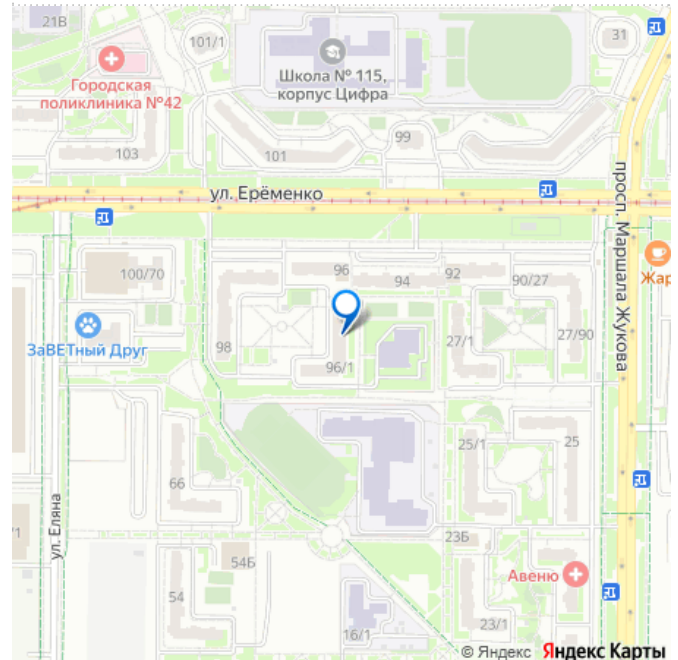 21В
101/1
31
Школа № 115,
корпус Цифра
Городская
поликлиника №42
99
103
101
ул. Ерёменко
просп. Маршала Жукова
Жар
100/70
96
94
92
90/27
ЗаВЕТный Друг
98
27/1
27/90
96/1
25/1
25
66
ул. Еляна
/1
23Б
54Б
Авеню
54
23/1
16/1
© Яндекс Яндекс Карты